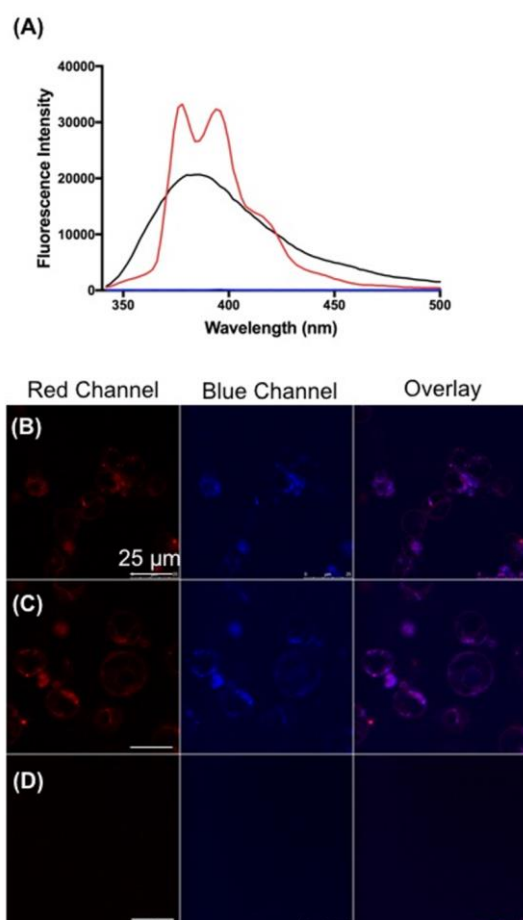 (A)
Fluorescence Intensity
40000
30000
20000
10000
0
350
400
450
500
Wavelength (nm)
Red Channel Blue Channel Overlay
(B)
25 µm
(C)
(D)